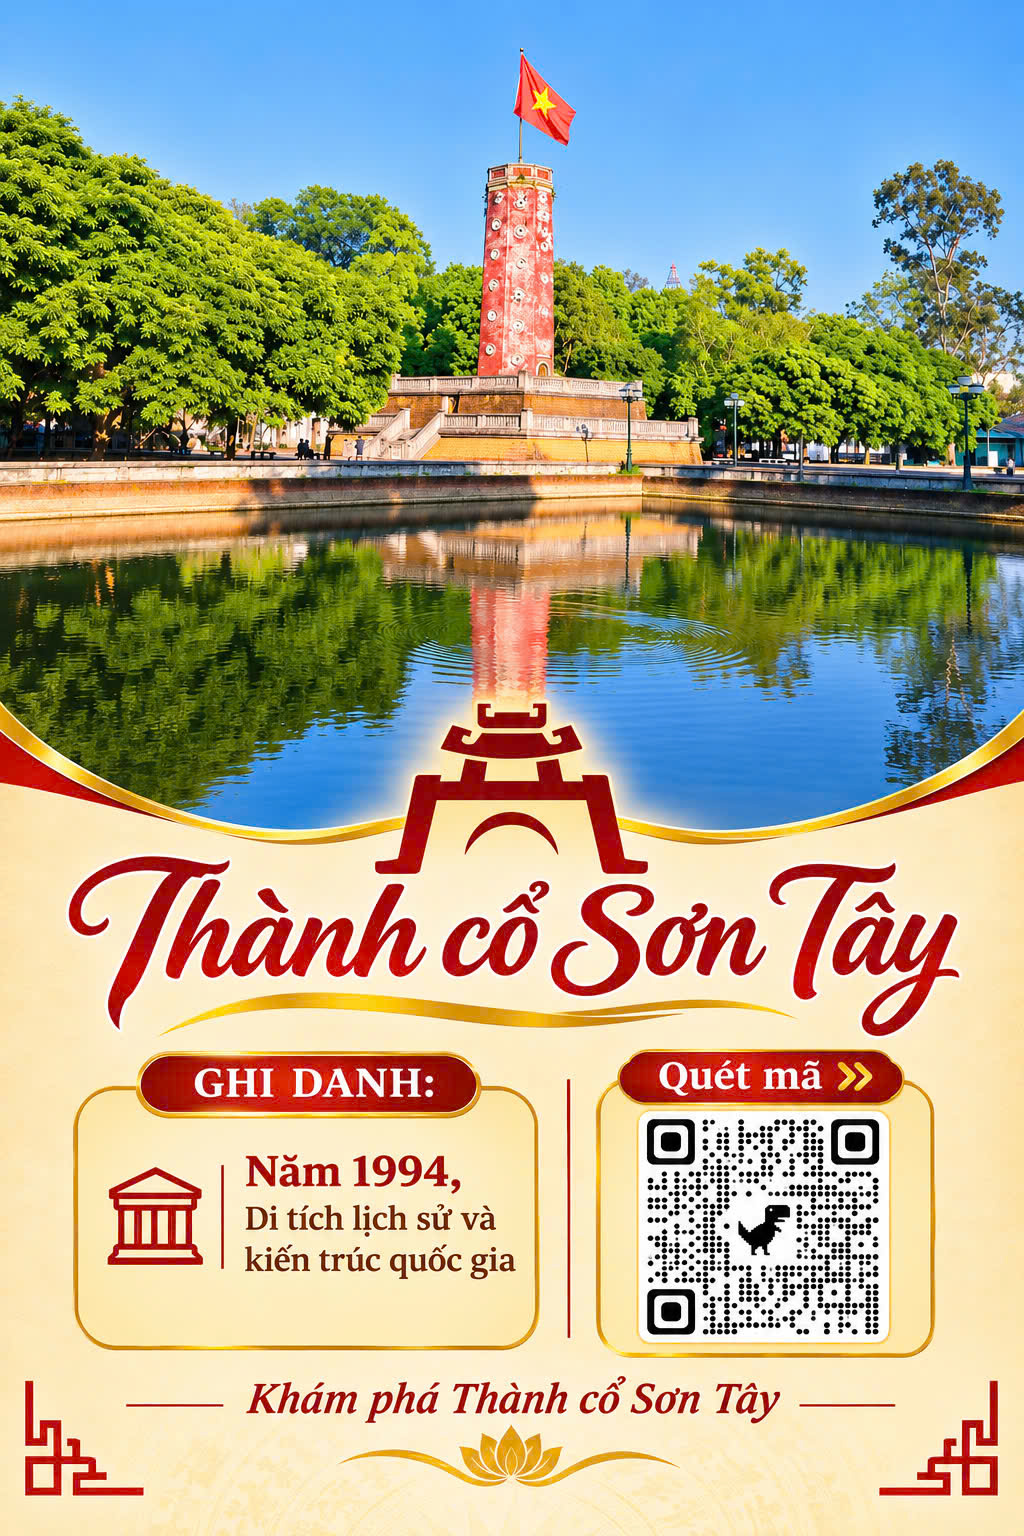 Thành cổ Sơn Tây
GHI DANH:
Năm 1994,
Di tích lịch sử và
kiến trúc quốc gia
Quét mã »
Khám phá Thành cổ Sơn Tây